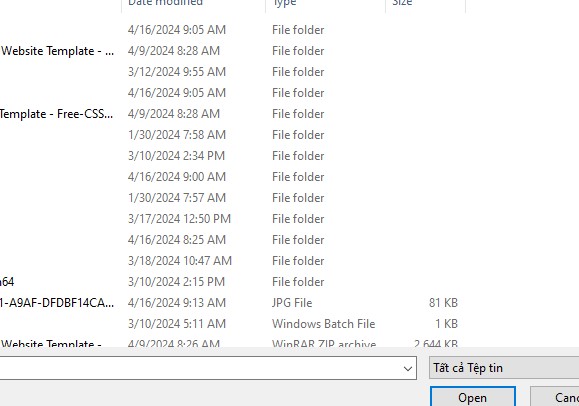 Date modified Type Size
4/16/2024 9:05 AM File folder
Website Template - ... 4/9/2024 8:28 AM File folder
3/12/2024 9:55 AM File folder
4/16/2024 9:05 AM File folder
Template - Free-CSS... 4/9/2024 8:28 AM File folder
1/30/2024 7:58 AM File folder
3/10/2024 2:34 PM File folder
4/16/2024 9:00 AM File folder
1/30/2024 7:57 AM File folder
3/17/2024 12:50 PM File folder
4/16/2024 8:25 AM File folder
3/18/2024 10:47 AM File folder
64 3/10/2024 2:15 PM File folder
1-A9AF-DFDBF14CA... 4/16/2024 9:13 AM JPG File 81 KB
3/10/2024 5:11 AM Windows Batch File 1 KB
Website Template - 4/9/2024 8:26 AM WinRAR ZIP archive 2,644 KB
Tất cả Tệp tin
Open Canc